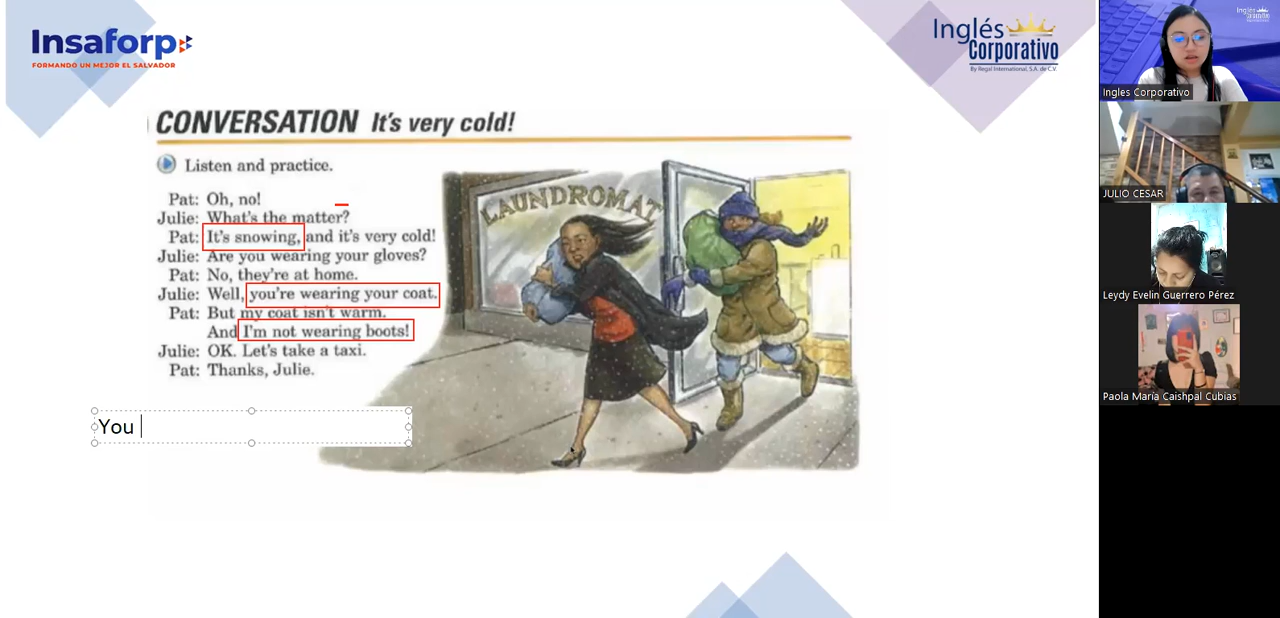 Insaforp
FORMANDO UN MEJOR EL SALVADOR
Inglés
Corporativo
By Regal International, S.A. de C.V.
CONVERSATION It's very cold!
Listen and practice.
Pat: Oh, no!
Julie: What's the matter?
Pat: It's snowing, and it's very cold!
Julie: Are you wearing your gloves?
Pat: No, they're at home.
Julie: Well, you're wearing your coat.
Pat: But my coat isn't warm.
And I'm not wearing boots!
Julie: OK. Let's take a taxi.
Pat: Thanks, Julie.
LAUNDROMAT
You
Ingles Corporativo
JULIO CESAR
Leydy Evelin Guerrero Pérez
Paola María Caishpal Cubias